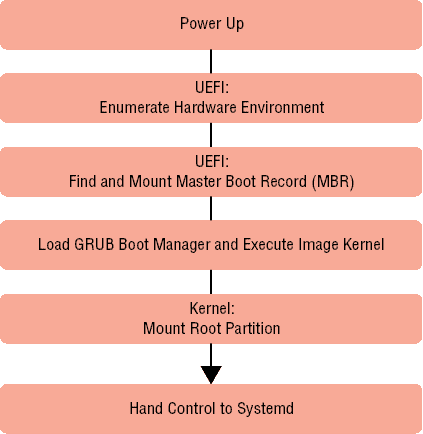 Power Up
UEFI:
Enumerate Hardware Environment
UEFI:
Find and Mount Master Boot Record (MBR)
Load GRUB Boot Manager and Execute Image Kernel
Kernel:
Mount Root Partition
Hand Control to Systemd